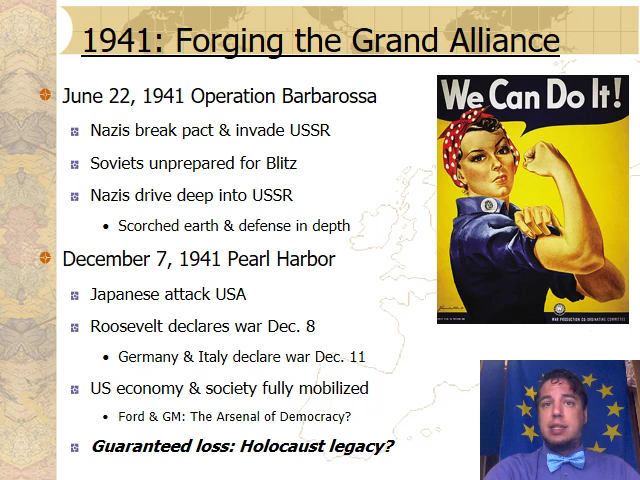 1941: Forging the Grand Alliance
June 22, 1941 Operation Barbarossa
Nazis break pact & invade USSR
Soviets unprepared for Blitz
Nazis drive deep into USSR
Scorched earth & defense in depth
December 7, 1941 Pearl Harbor
Japanese attack USA
Roosevelt declares war Dec. 8
Germany & Italy declare war Dec. 11
US economy & society fully mobilized
Ford & GM: The Arsenal of Democracy?
Guaranteed loss: Holocaust legacy?
We Can Do It!
WAR PRODUCTION CO-ORDINATING COMMITTEE